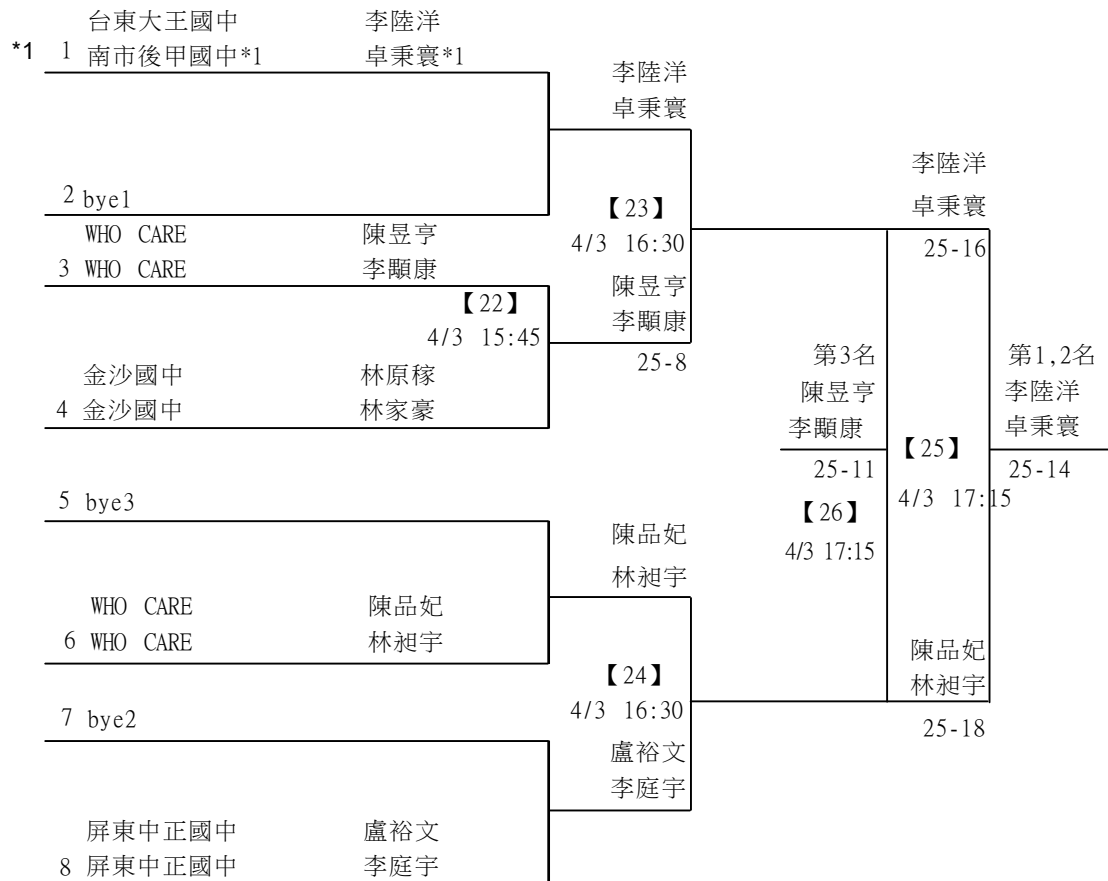 台東大王國中 李陸洋
*1 1 南市後甲國中*1 卓秉寰*1
李陸洋
卓秉寰
李陸洋
卓秉寰
2 bye1
【23】
4/3 16:30
WHO CARE 陳昱亨
3 WHO CARE 李顒康
25-16
【22】
4/3 15:45
陳昱亨
李顒康
25-8
金沙國中 林原稼
4 金沙國中 林家豪
第3名
陳昱亨
李顒康
25-11
第1,2名
李陸洋
卓秉寰
25-14
【25】
4/3 17:15
【26】
4/3 17:15
5 bye3
陳品妃
林昶宇
WHO CARE 陳品妃
6 WHO CARE 林昶宇
【24】
4/3 16:30
陳品妃
林昶宇
25-18
7 bye2
盧裕文
李庭宇
屏東中正國中 盧裕文
8 屏東中正國中 李庭宇